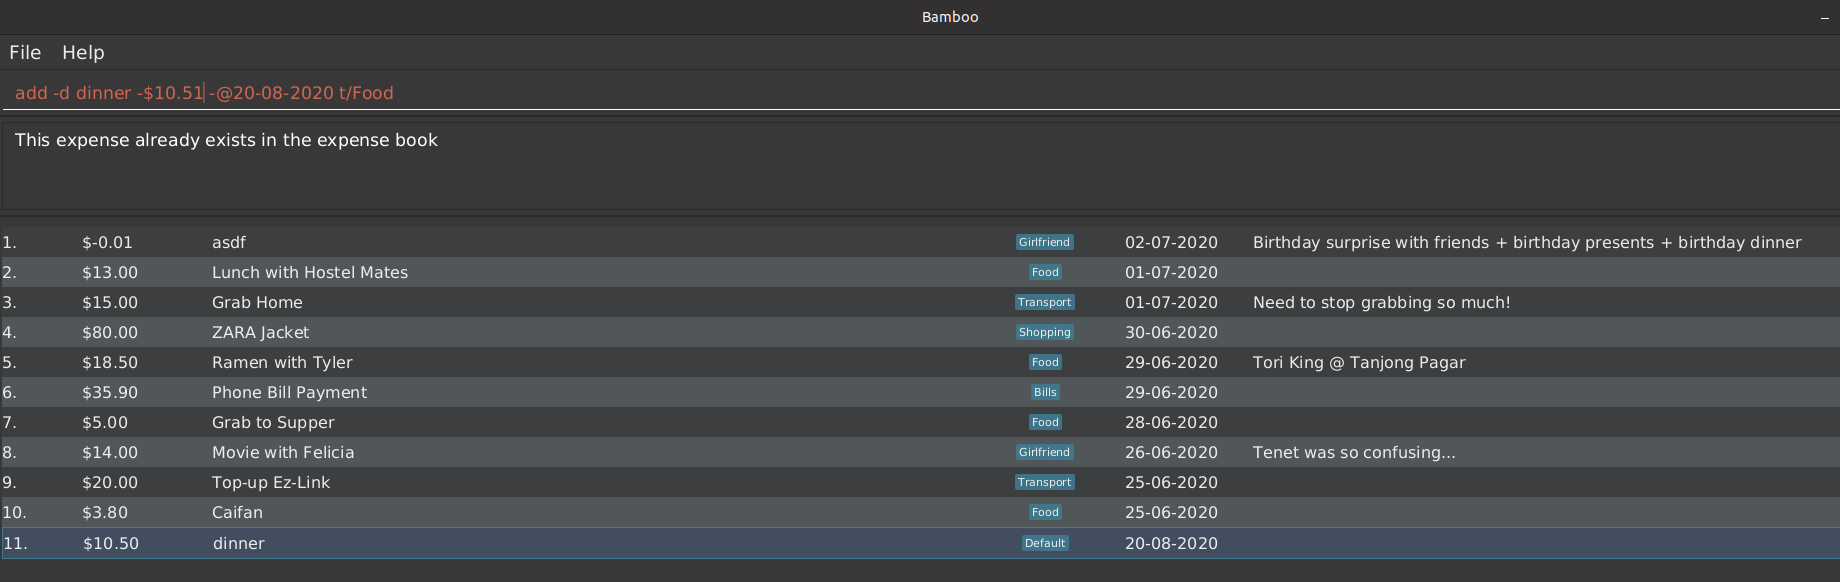 Bamboo
File Help
add -d dinner -$10.51 -@20-08-2020 t/Food
This expense already exists in the expense book
1. $-0.01 asdf Girlfriend 02-07-2020 Birthday surprise with friends + birthday presents + birthday dinner
2. $13.00 Lunch with Hostel Mates Food 01-07-2020
3. $15.00 Grab Home Transport 01-07-2020 Need to stop grabbing so much!
4. $80.00 ZARA Jacket Shopping 30-06-2020
5. $18.50 Ramen with Tyler Food 29-06-2020 Tori King @ Tanjong Pagar
6. $35.90 Phone Bill Payment Bills 29-06-2020
7. $5.00 Grab to Supper Food 28-06-2020
8. $14.00 Movie with Felicia Girlfriend 26-06-2020 Tenet was so confusing...
9. $20.00 Top-up Ez-Link Transport 25-06-2020
10. $3.80 Caifan Food 25-06-2020
11. $10.50 dinner Default 20-08-2020